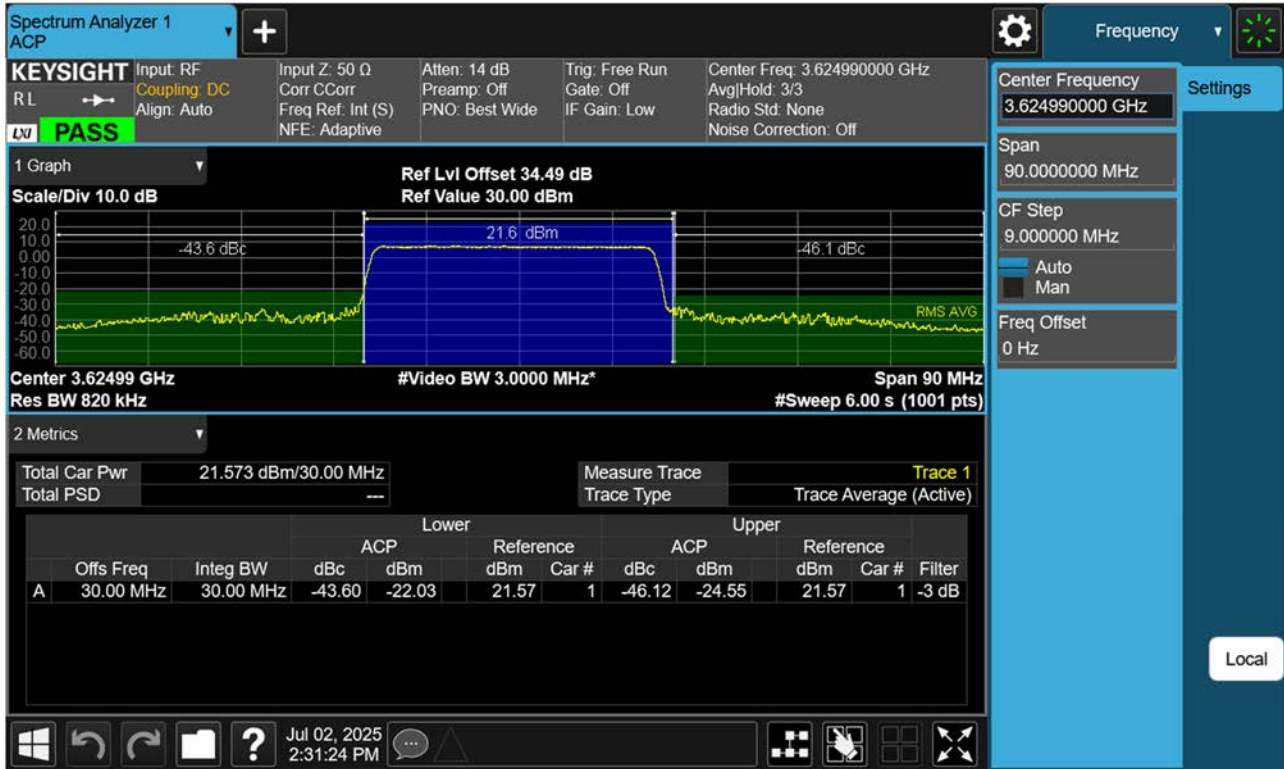 Spectrum Analyzer 1
ACP
+
Frequency
KEYSIGHT
RL
LXI
PASS
Input: RF
Coupling: DC
Align: Auto
Input Z: 50 Ω
Corr CCorr
Freq Ref: Int (S)
NFE: Adaptive
Atten: 14 dB
Preamp: Off
PNO: Best Wide
Trig: Free Run
Gate: Off
IF Gain: Low
Center Freq: 3.624990000 GHz
Avg|Hold: 3/3
Radio Std: None
Noise Correction: Off
Center Frequency
3.624990000 GHz
Settings
Span
90.0000000 MHz
CF Step
9.000000 MHz
Auto
Man
Freq Offset
0 Hz
1 Graph
Scale/Div 10.0 dB
Ref Lvl Offset 34.49 dB
Ref Value 30.00 dBm
20.0
10.0
0.00
-10.0
-20.0
-30.0
-40.0
-50.0
-60.0
-43.6 dBc
21.6 dBm
-46.1 dBc
RMS AVG
Center 3.62499 GHz
#Video BW 3.0000 MHz*
Span 90 MHz
Res BW 820 kHz
#Sweep 6.00 s (1001 pts)
2 Metrics
Total Car Pwr 21.573 dBm/30.00 MHz
Total PSD ---
Measure Trace Trace 1
Trace Type Trace Average (Active)
Lower Upper
ACP Reference ACP Reference
Offs Freq Integ BW dBc dBm dBm Car # dBc dBm dBm Car # Filter
A 30.00 MHz 30.00 MHz -43.60 -22.03 21.57 1 -46.12 -24.55 21.57 1 -3 dB
Local
?
Jul 02, 2025
2:31:24 PM